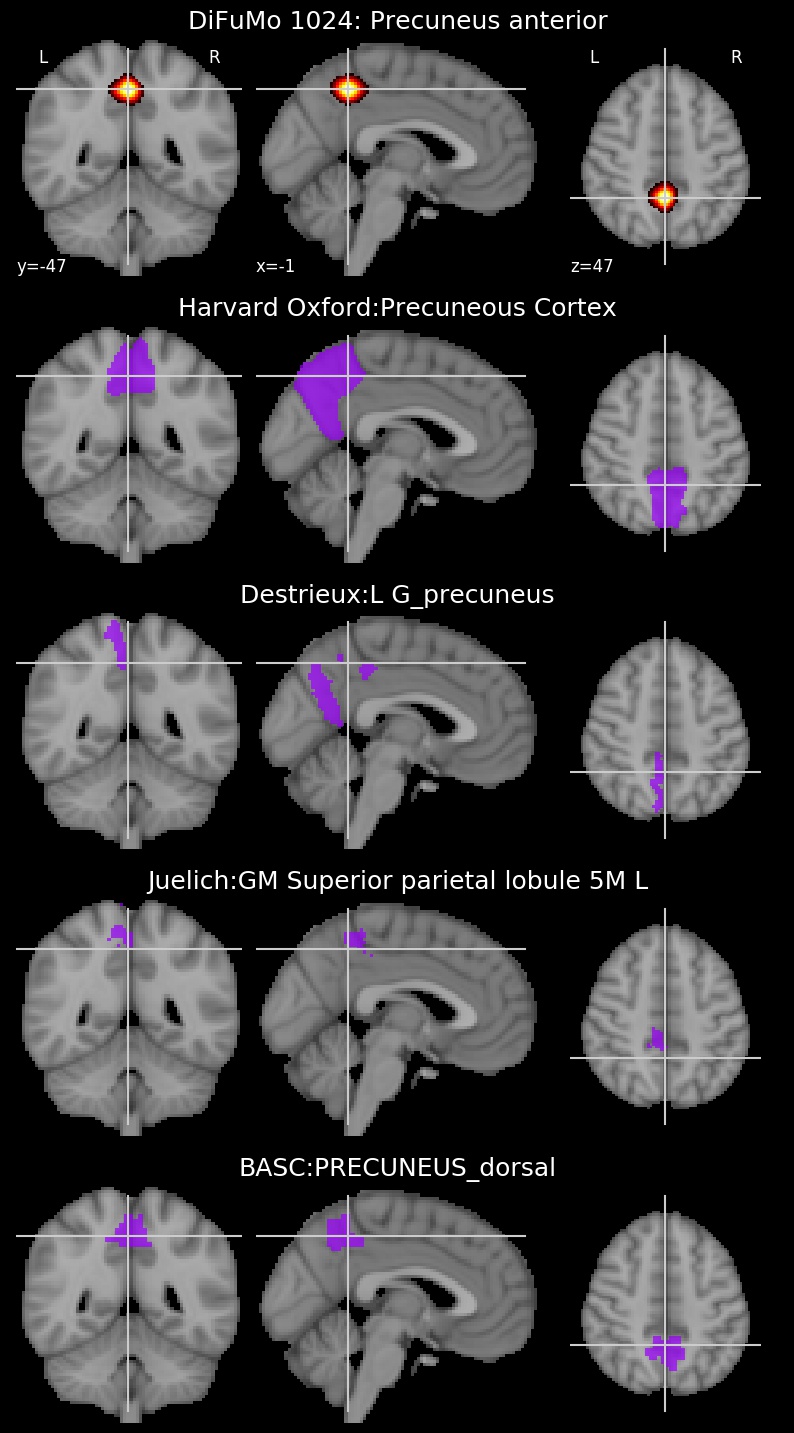 DiFuMo 1024: Precuneus anterior
L R L R
y=-47 x=-1 z=47
Harvard Oxford:Precuneous Cortex
Destrieux:L G_precuneus
Juelich:GM Superior parietal lobule 5M L
BASC:PRECUNEUS_dorsal